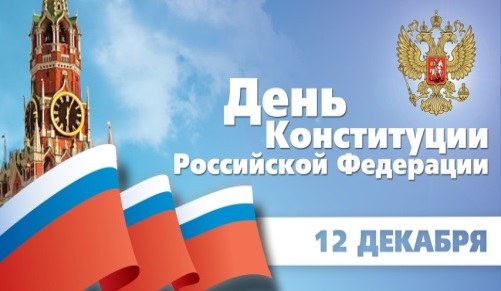 День
Конституции
Российской Федерации
12 ДЕКАБРЯ